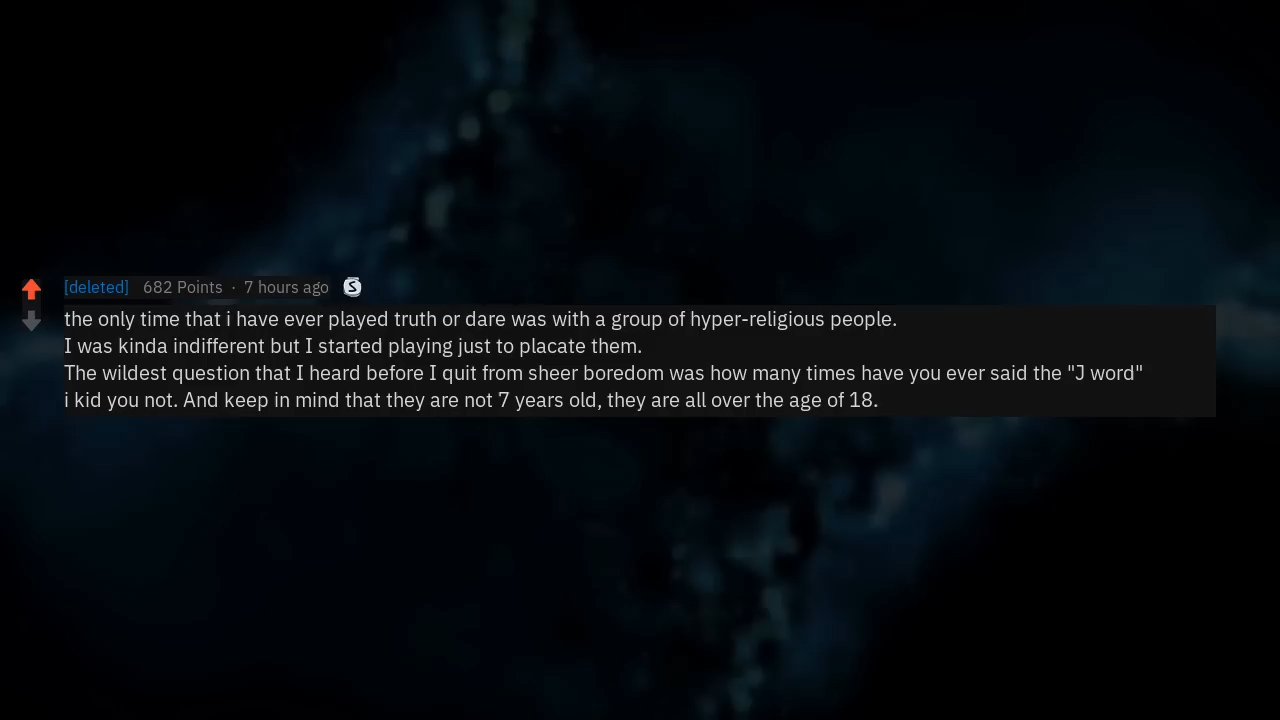 [deleted] 682 Points · 7 hours ago
the only time that i have ever played truth or dare was with a group of hyper-religious people.
I was kinda indifferent but I started playing just to placate them.
The wildest question that I heard before I quit from sheer boredom was how many times have you ever said the "J word"
i kid you not. And keep in mind that they are not 7 years old, they are all over the age of 18.